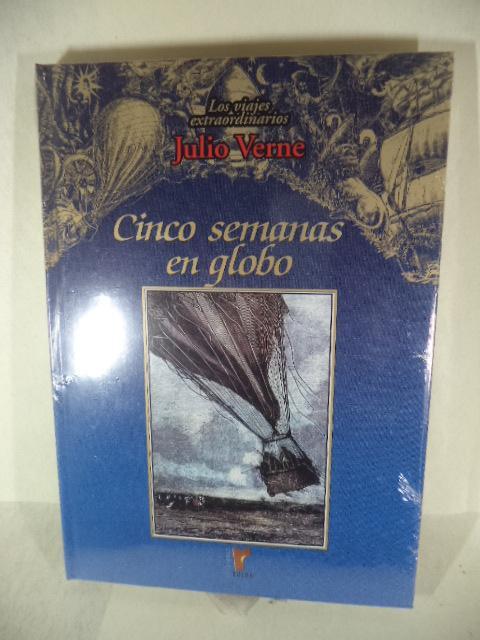 Los viajes
extraordinarios
Julio Verne
Cinco semanas
en globo